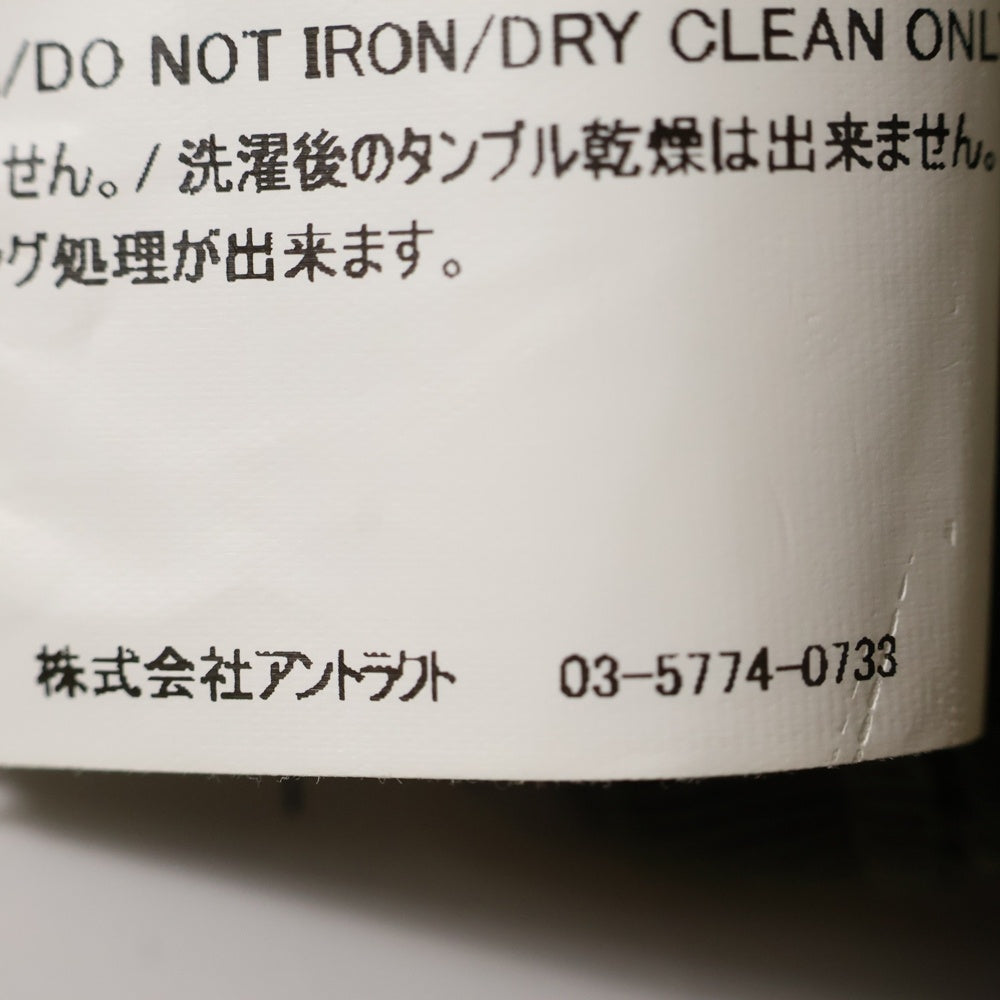 /DO NOT IRON/DRY CLEAN ONL
せん。/ 洗濯後のタンブル乾燥は出来ません。
グ処理が出来ます。
株式会社アントラクト 03-5774-0733